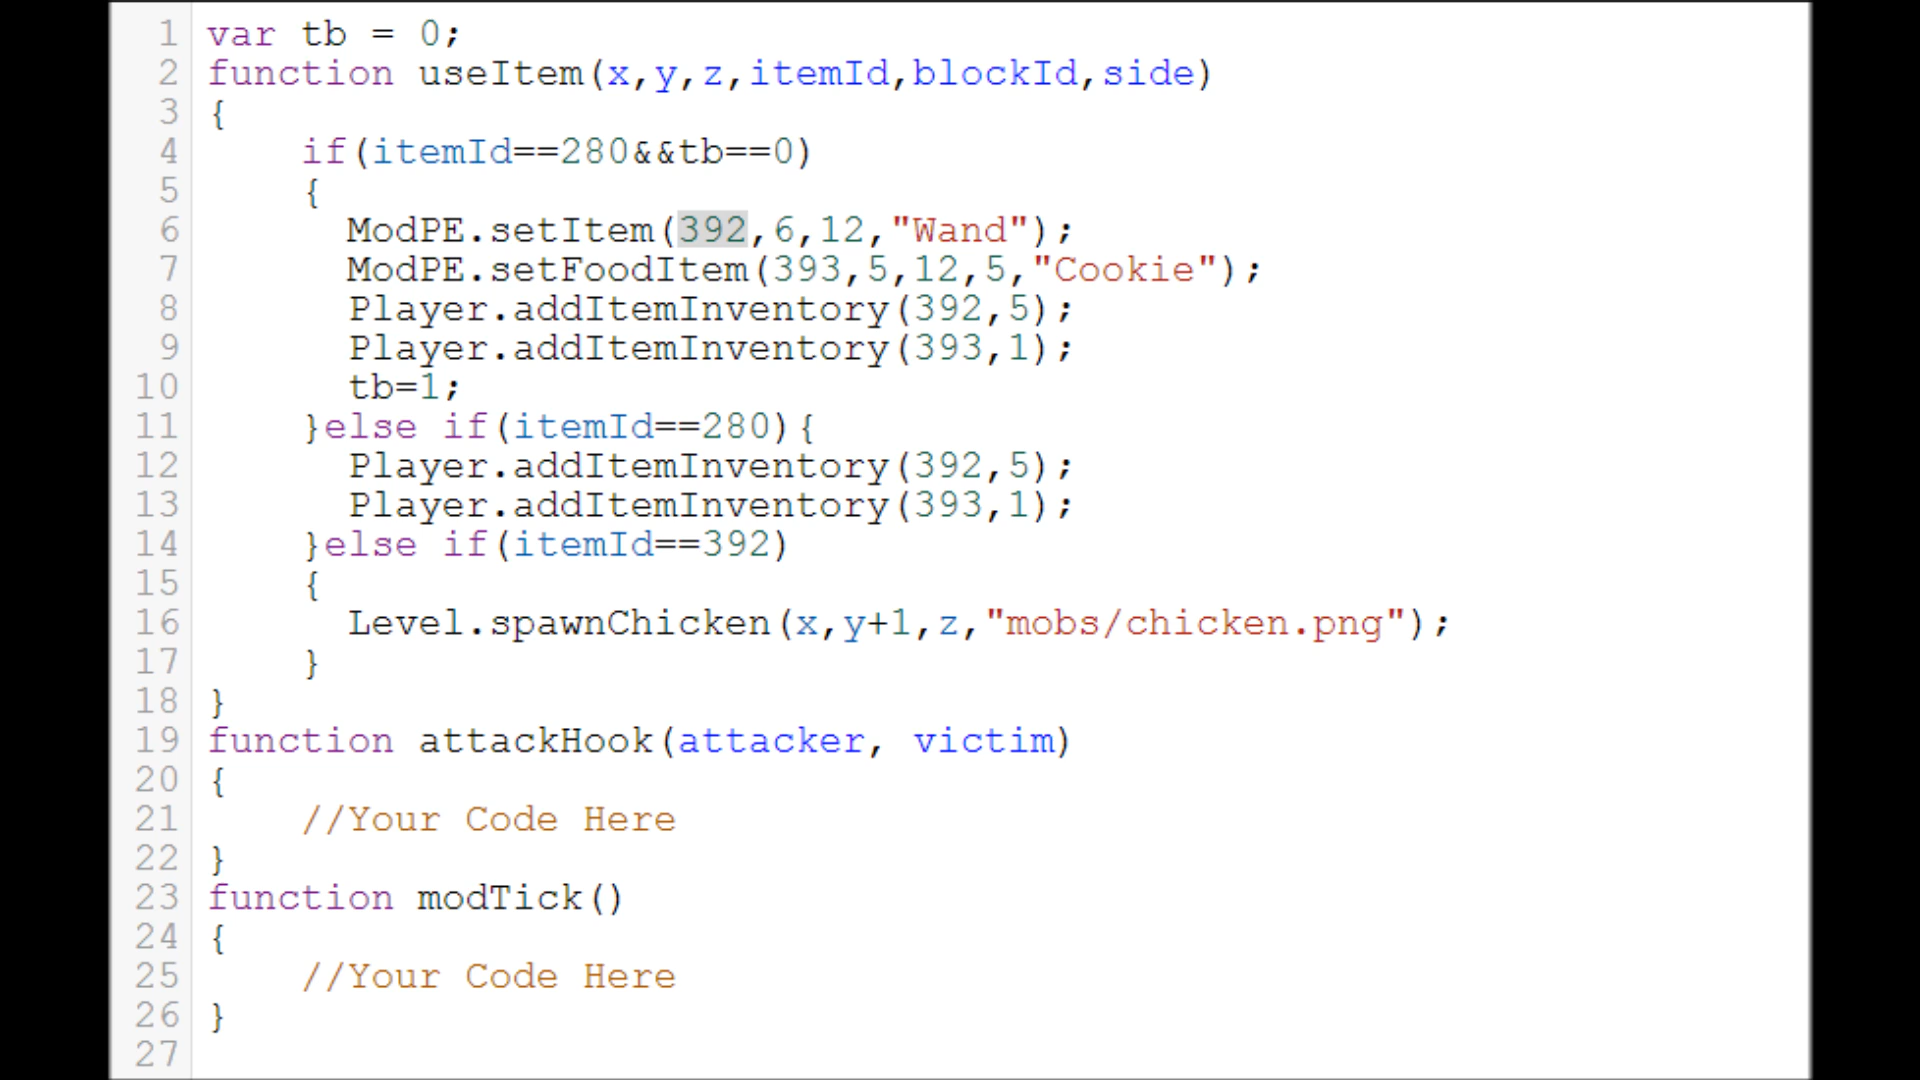 1 var tb = 0;
2 function useItem(x,y,z,itemId,blockId,side)
3 {
4     if(itemId==280&&tb==0)
5     {
6       ModPE.setItem(392,6,12,"Wand");
7       ModPE.setFoodItem(393,5,12,5,"Cookie");
8       Player.addItemInventory(392,5);
9       Player.addItemInventory(393,1);
10       tb=1;
11     }else if(itemId==280){
12       Player.addItemInventory(392,5);
13       Player.addItemInventory(393,1);
14     }else if(itemId==392)
15     {
16       Level.spawnChicken(x,y+1,z,"mobs/chicken.png");
17     }
18 }
19 function attackHook(attacker, victim)
20 {
21     //Your Code Here
22 }
23 function modTick()
24 {
25     //Your Code Here
26 }
27